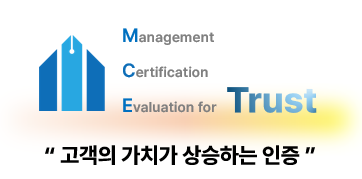 Management
Certification
Evaluation for Trust
“ 고객의 가치가 상승하는 인증 ”